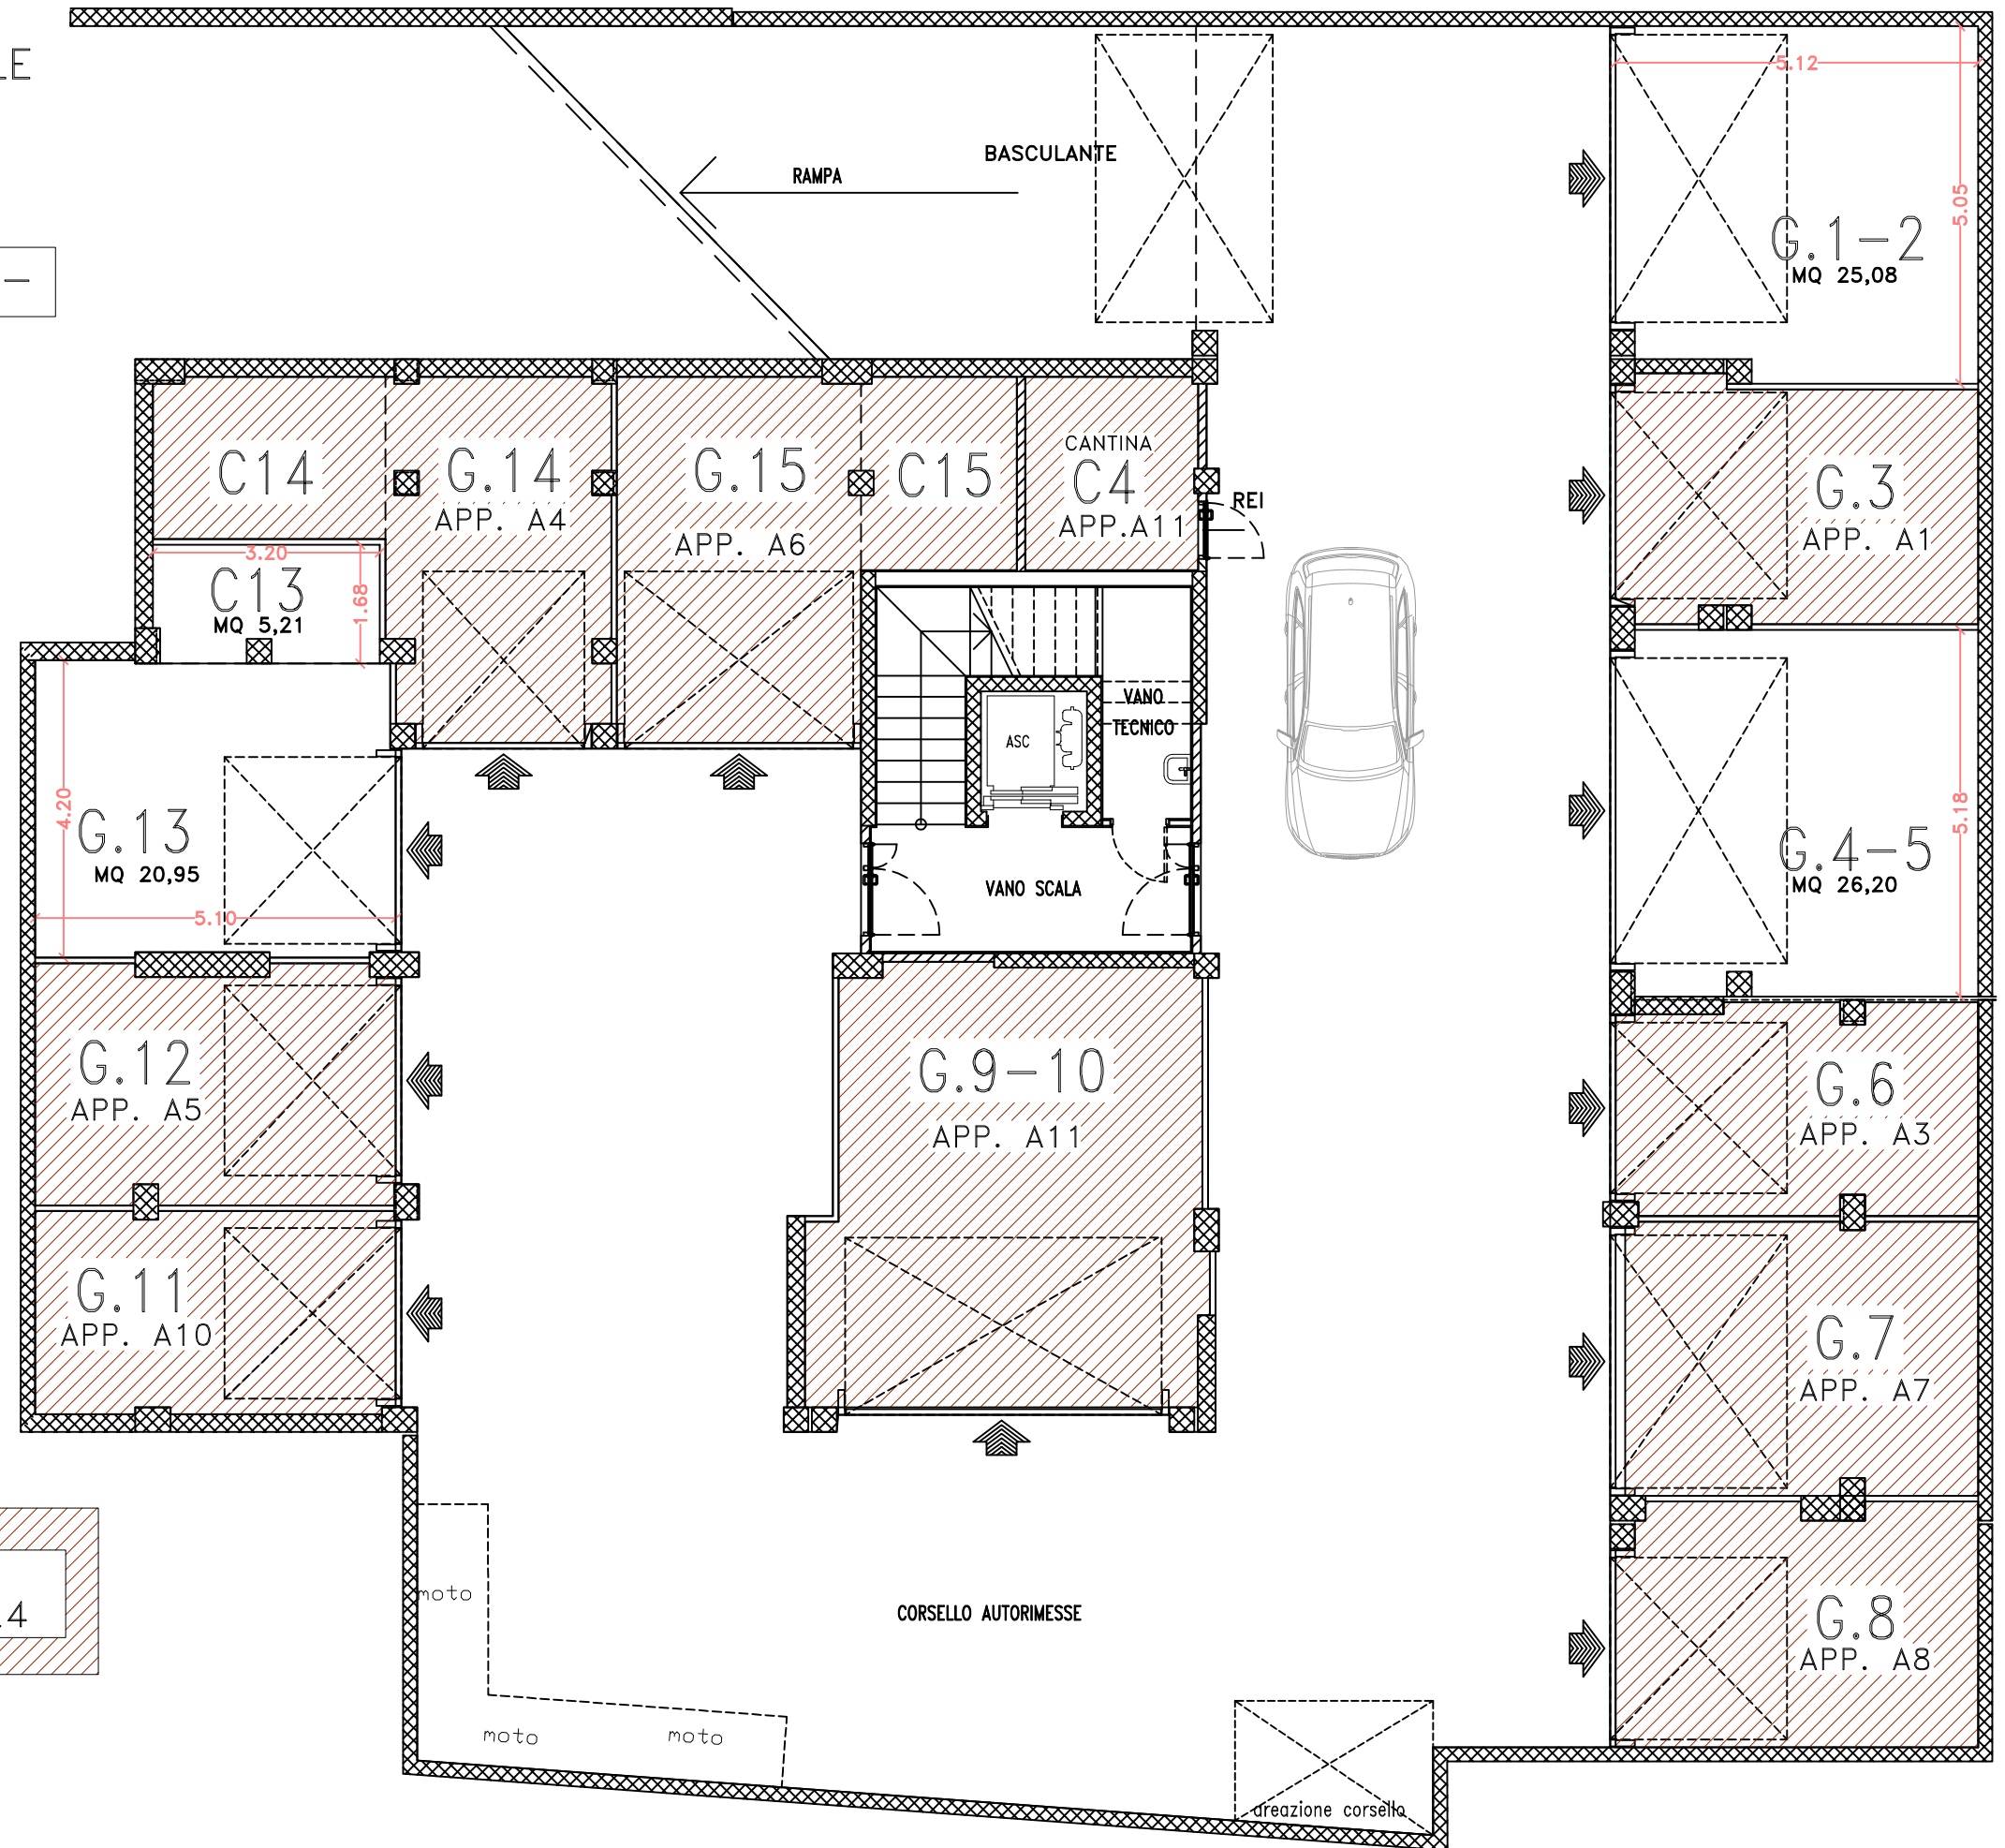 LE
5.12
BASCULANTE
RAMPA
5.05
G.1-2
MQ 25,08
-
C14
G.14
APP. A4
G.15
APP. A6
C15
CANTINA
C4
APP.A11
REI
G.3
APP. A1
3.20
C13
MQ 5,21
1.68
VANO
TECNICO
ASC
4.20
G.13
MQ 20,95
5.10
VANO SCALA
5.18
G.4-5
MQ 26,20
G.12
APP. A5
G.9-10
APP. A11
G.6
APP. A3
G.11
APP. A10
G.7
APP. A7
moto
.4
CORSELLO AUTORIMESSE
G.8
APP. A8
moto
moto
areazione corsello